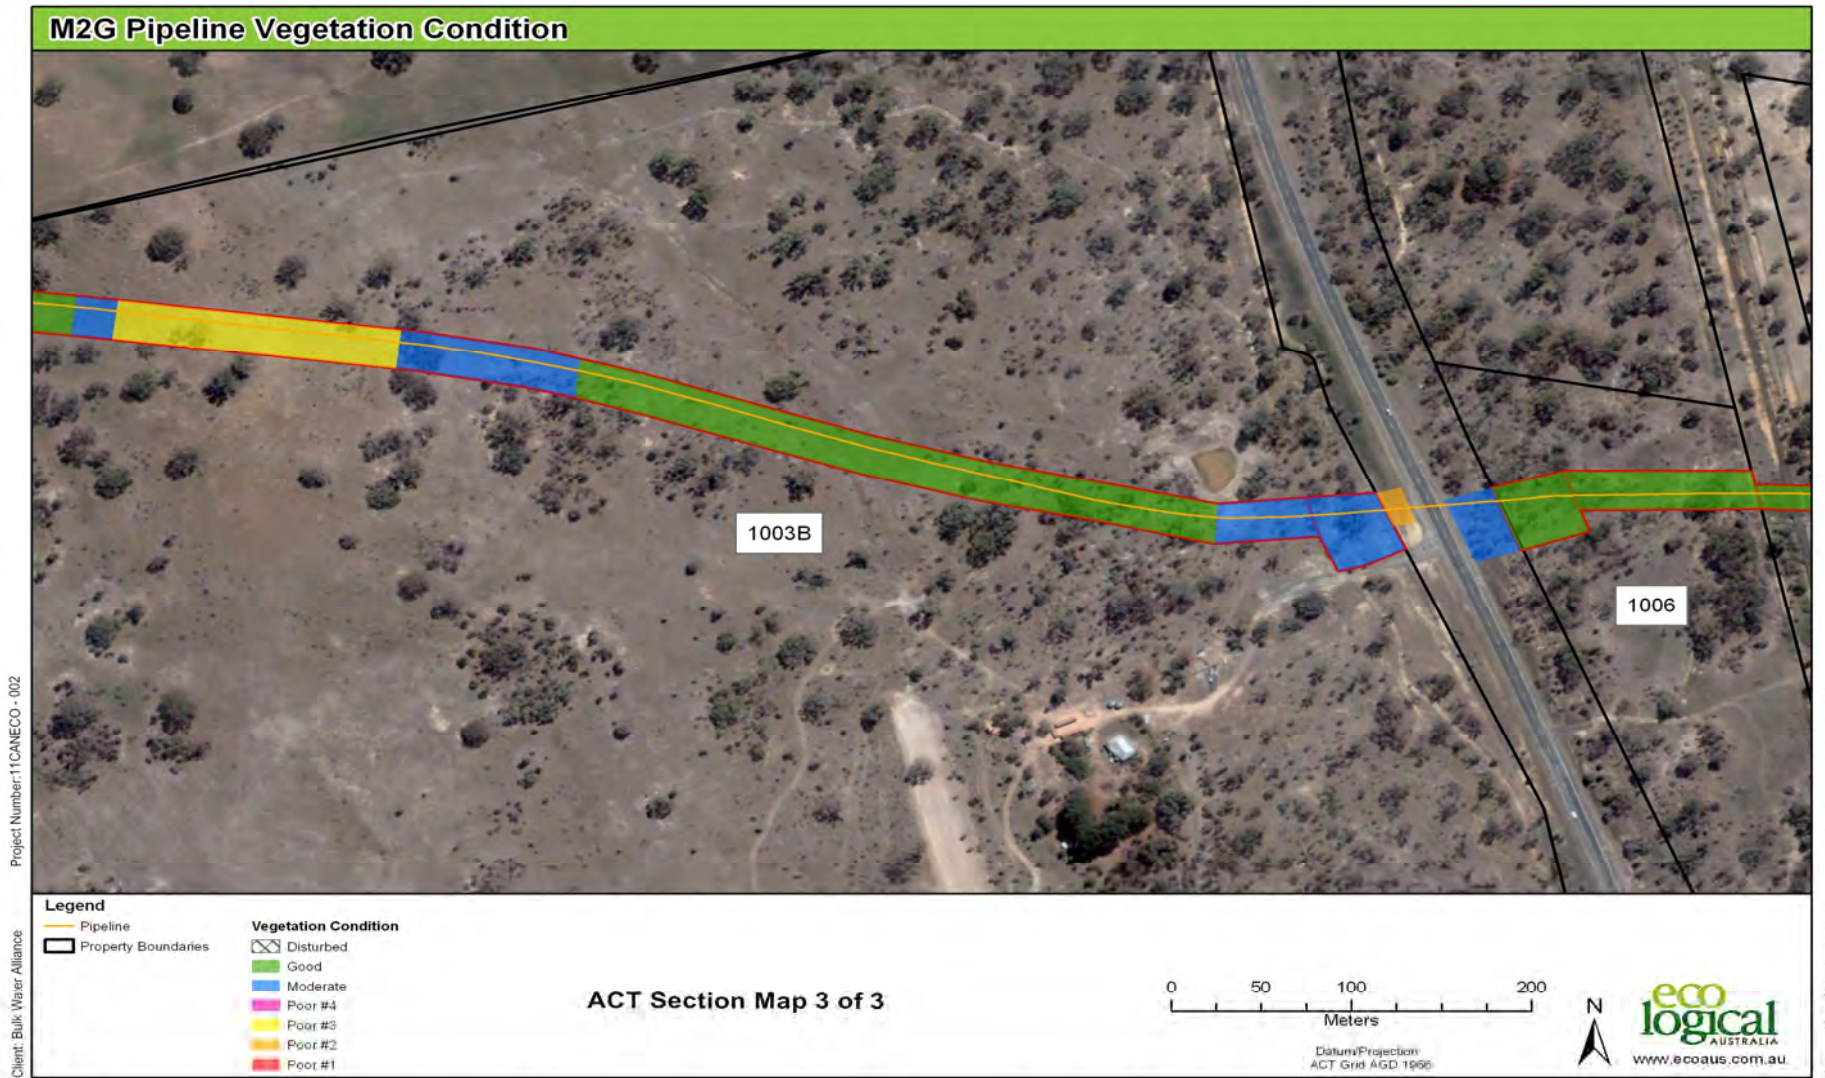 M2G Pipeline Vegetation Condition
1003B
1006
Project Number:11CANECO - 002
Client: Bulk Water Alliance
Legend
Pipeline
Property Boundaries
Vegetation Condition
Disturbed
Good
Moderate
Poor #4
Poor #3
Poor #2
Poor #1
ACT Section Map 3 of 3
0 50 100 200
Meters
Datum/Projection
ACT Grid AGD 1966
N
eco
logical
AUSTRALIA
www.ecoaus.com.au